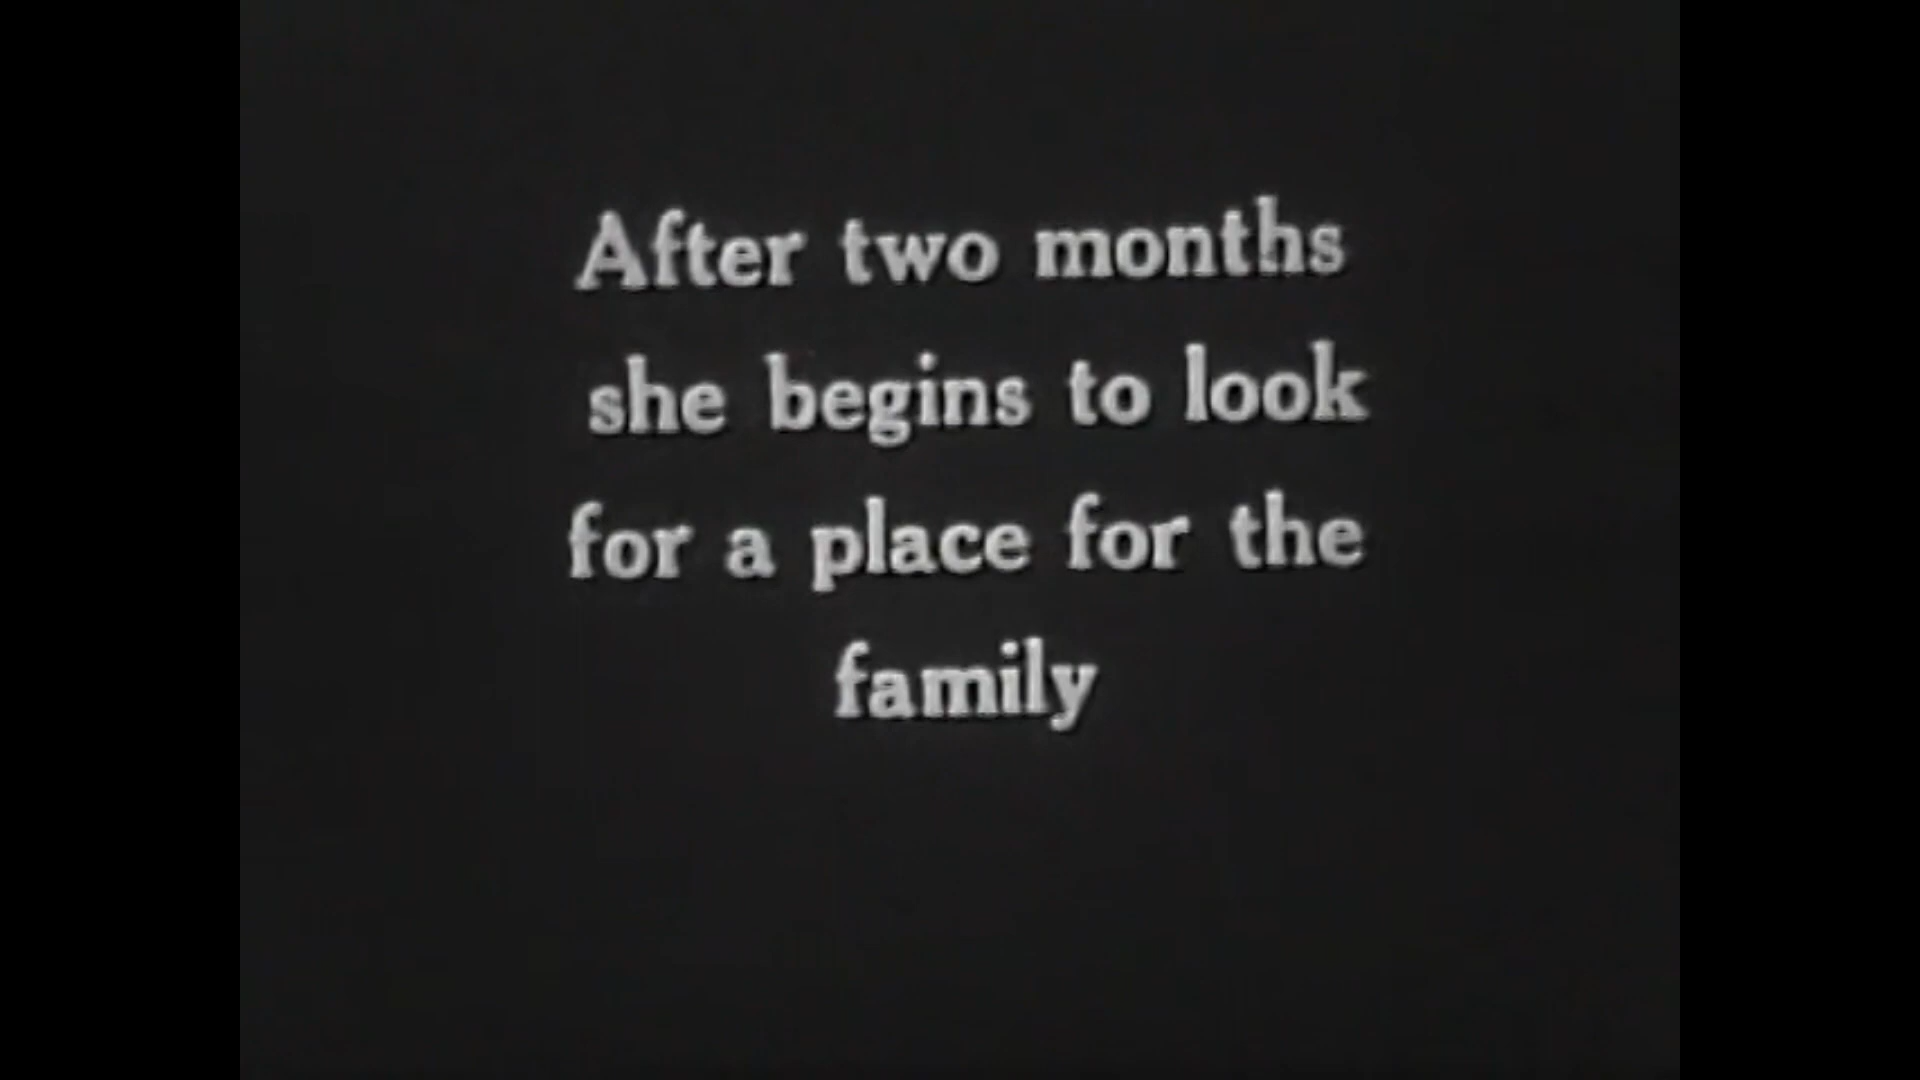 After two months
she begins to look
for a place for the
family